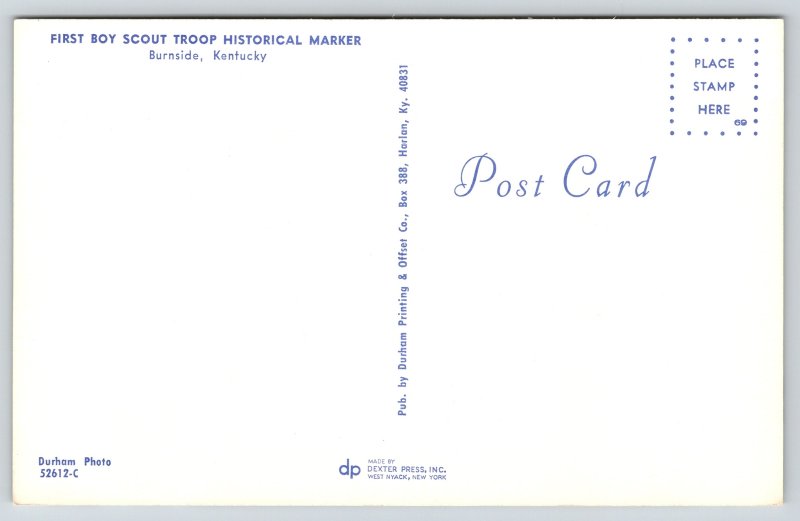 FIRST BOY SCOUT TROOP HISTORICAL MARKER
Burnside, Kentucky
Pub. by Durham Printing & Offset Co., Box 388, Harlan, Ky. 40831
PLACE
STAMP
HERE
69
Post Card
Durham Photo
52612-C
dp
MADE BY
DEXTER PRESS, INC.
WEST NYACK, NEW YORK